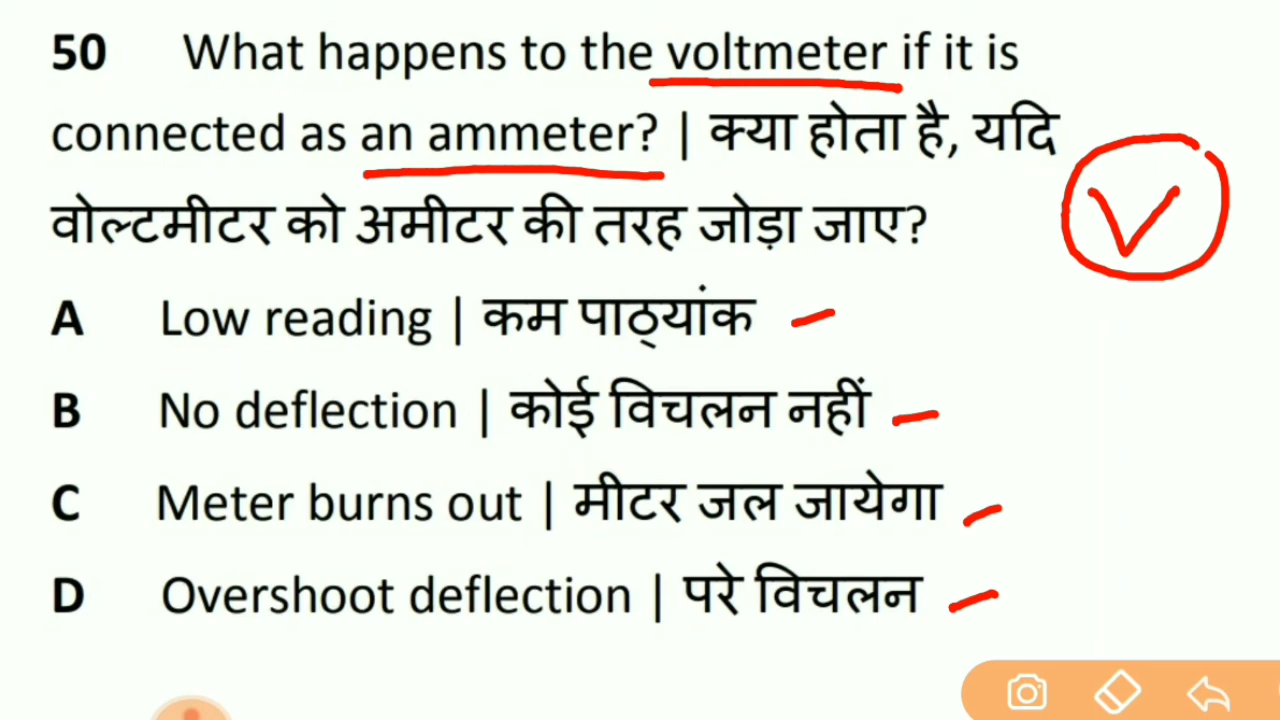 50 What happens to the voltmeter if it is
connected as an ammeter? | क्या होता है, यदि
वोल्टमीटर को अमीटर की तरह जोड़ा जाए?
A Low reading | कम पाठ्यांक
B No deflection | कोई विचलन नहीं
C Meter burns out | मीटर जल जायेगा
D Overshoot deflection | परे विचलन